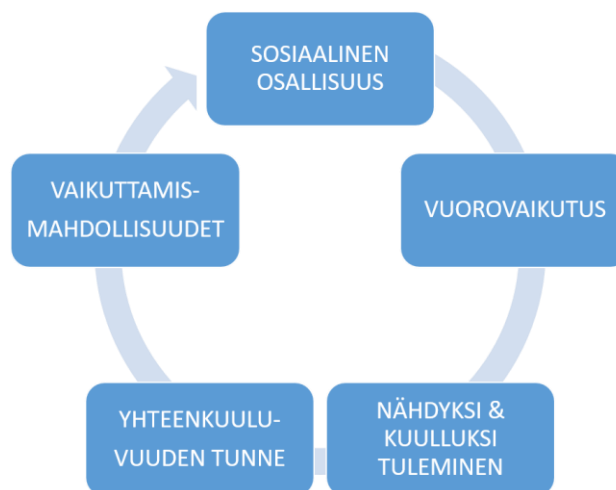 SOSIAALINEN
OSALLISUUS
VUOROVAIKUTUS
NÄHDYKSI &
KUULLUKSI
TULEMINEN
YHTEENKUULU-
VUUDEN TUNNE
VAIKUTTAMIS-
MAHDOLLISUUDET